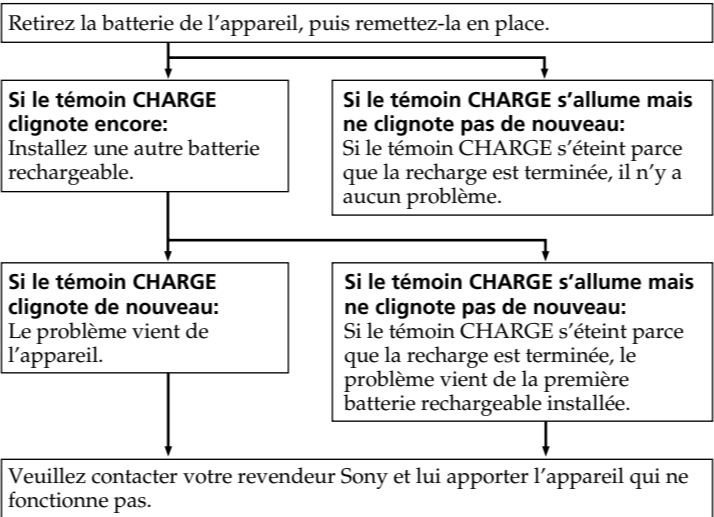 Retirez la batterie de l'appareil, puis remettez-la en place.
Si le témoin CHARGE
clignote encore:
Installez une autre batterie
rechargeable.
Si le témoin CHARGE s'allume mais
ne clignote pas de nouveau:
Si le témoin CHARGE s'éteint parce
que la recharge est terminée, il n'y a
aucun problème.
Si le témoin CHARGE
clignote de nouveau:
Le problème vient de
l'appareil.
Si le témoin CHARGE s'allume mais
ne clignote pas de nouveau:
Si le témoin CHARGE s'éteint parce
que la recharge est terminée, le
problème vient de la première
batterie rechargeable installée.
Veuillez contacter votre revendeur Sony et lui apporter l'appareil qui ne
fonctionne pas.